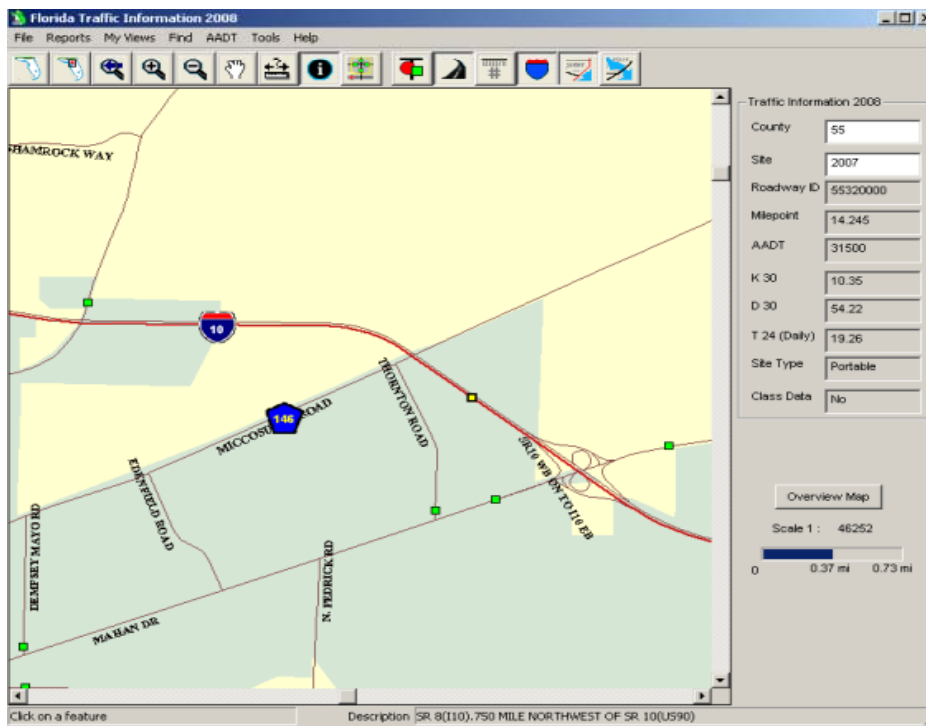 Florida Traffic Information 2008
File Reports My Views Find AADT Tools Help
Traffic Information 2008
County 55
Site 2007
Roadway ID 55320000
Milepoint 14.245
AADT 31500
K 30 10.35
D 30 54.22
T 24 (Daily) 19.26
Site Type Portable
Class Data No
Overview Map
Scale 1 : 46252
0 0.37 mi 0.73 mi
SHAMROCK WAY
10
THORNTON ROAD
146
ROAD
EDENFIELD ROAD
SR10 WB ON TO I10 EB
DEMPSEY MAYO RD
N. FEDRICK RD
MAHAN DR
Click on a feature
Description SR 8(I10).750 MILE NORTHWEST OF SR 10(US90)